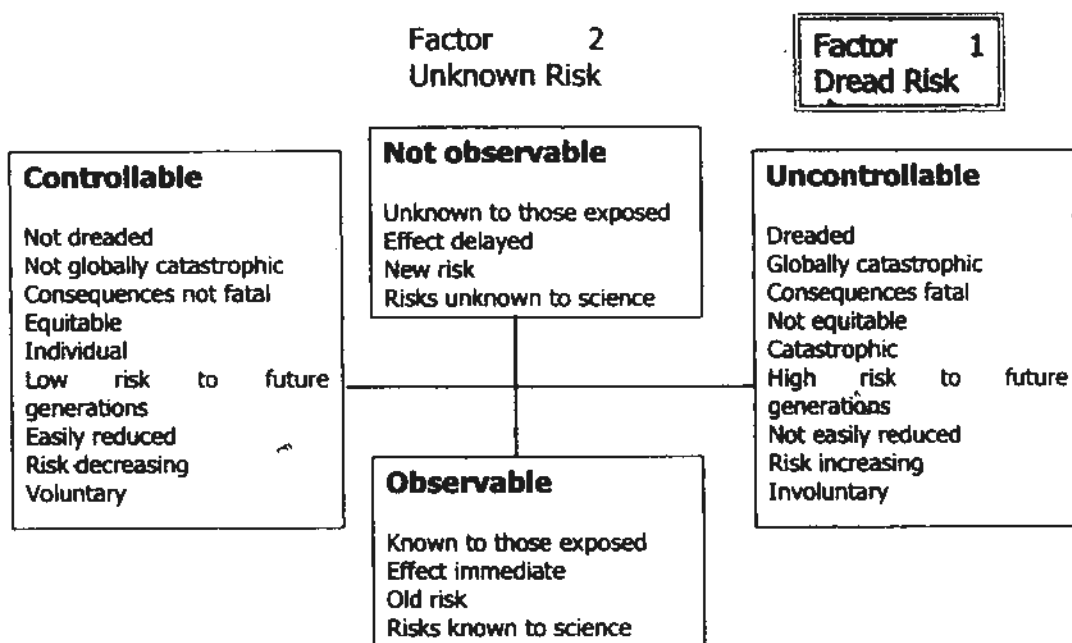 Factor 2
Unknown Risk
Factor 1
Dread Risk
Controllable
Not dreaded
Not globally catastrophic
Consequences not fatal
Equitable
Individual
Low risk to future
generations
Easily reduced
Risk decreasing
Voluntary
Not observable
Unknown to those exposed
Effect delayed
New risk
Risks unknown to science
Uncontrollable
Dreaded
Globally catastrophic
Consequences fatal
Not equitable
Catastrophic
High risk to future
generations
Not easily reduced
Risk increasing
Involuntary
Observable
Known to those exposed
Effect immediate
Old risk
Risks known to science